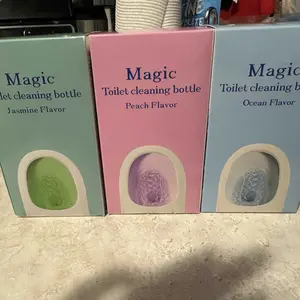 Magic
let cleaning bottle
Jasmine Flavor
Magic
Toilet cleaning bottle
Peach Flavor
Magic
Toilet cleaning bottle
Ocean Flavor